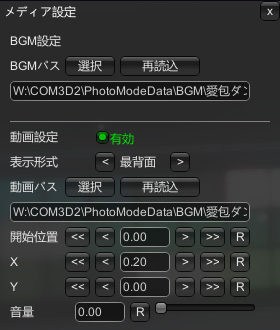 メディア設定 x
BGM設定
BGMパス 選択 再読込
W:\COM3D2\PhotoModeData\BGM\愛包ダン
動画設定 有効
表示形式 < 最背面 >
動画パス 選択 再読込
W:\COM3D2\PhotoModeData\BGM\愛包ダン
開始位置 << < 0.00 > >> R
X << < 0.20 > >> R
Y << < 0.00 > >> R
音量 0.00 R